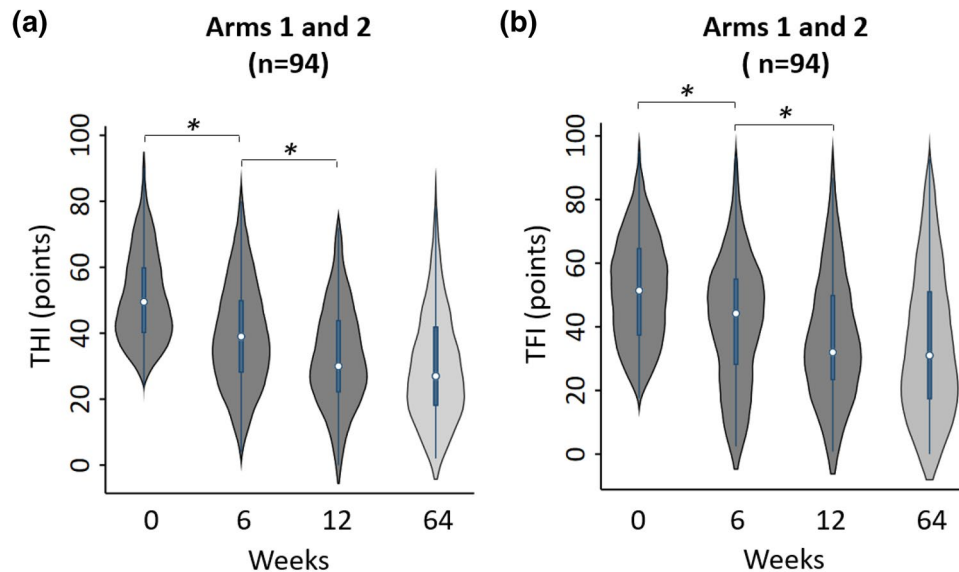 (a)
Arms 1 and 2
(n=94)
*
*
100
80
60
40
20
0
THI (points)
0 6 12 64
Weeks
(b)
Arms 1 and 2
( n=94)
*
*
100
80
60
40
20
0
TFI (points)
0 6 12 64
Weeks